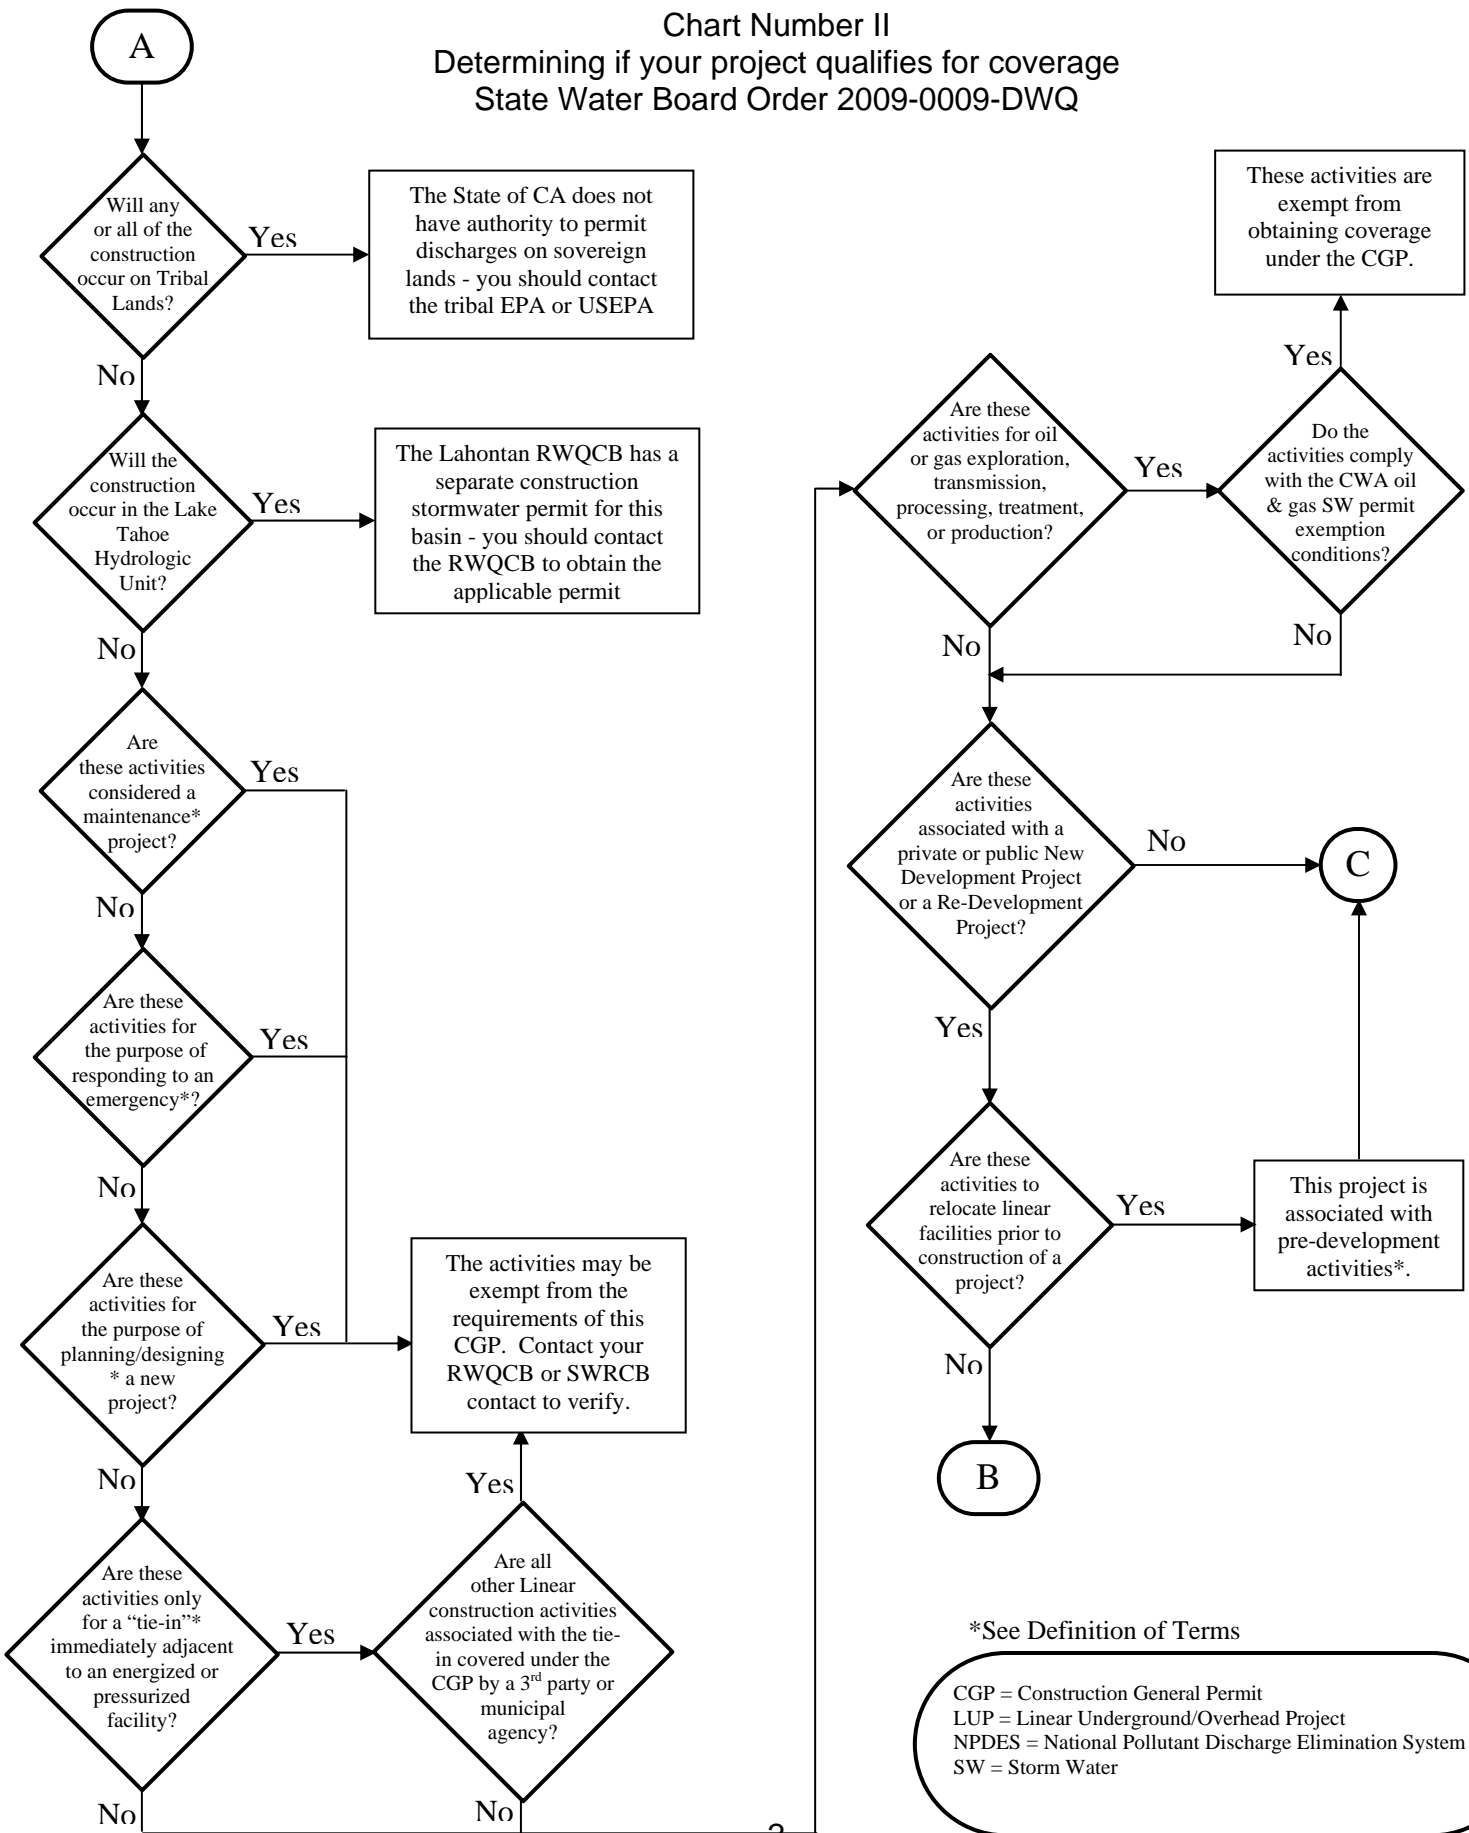 Chart Number II
Determining if your project qualifies for coverage
State Water Board Order 2009-0009-DWQ
A
Will any
or all of the
construction
occur on Tribal
Lands?
Yes
The State of CA does not
have authority to permit
discharges on sovereign
lands - you should contact
the tribal EPA or USEPA
No
Will the
construction
occur in the Lake
Tahoe
Hydrologic
Unit?
Yes
The Lahontan RWQCB has a
separate construction
stormwater permit for this
basin - you should contact
the RWQCB to obtain the
applicable permit
No
Are
these activities
considered a
maintenance*
project?
Yes
No
Are these
activities for
the purpose of
responding to an
emergency*?
Yes
No
Are these
activities for
the purpose of
planning/designing
* a new
project?
Yes
The activities may be
exempt from the
requirements of this
CGP.  Contact your
RWQCB or SWRCB
contact to verify.
No
Are these
activities only
for a “tie-in”*
immediately adjacent
to an energized or
pressurized
facility?
Yes
Yes
Are all
other Linear
construction activities
associated with the tie-
in covered under the
CGP by a 3rd party or
municipal
agency?
No
No
Are these
activities for oil
or gas exploration,
transmission,
processing, treatment,
or production?
Yes
Do the
activities comply
with the CWA oil
& gas SW permit
exemption
conditions?
Yes
These activities are
exempt from
obtaining coverage
under the CGP.
No
No
Are these
activities
associated with a
private or public New
Development Project
or a Re-Development
Project?
No
C
Yes
Are these
activities to
relocate linear
facilities prior to
construction of a
project?
Yes
This project is
associated with
pre-development
activities*.
No
B
*See Definition of Terms
CGP = Construction General Permit
LUP = Linear Underground/Overhead Project
NPDES = National Pollutant Discharge Elimination System
SW = Storm Water